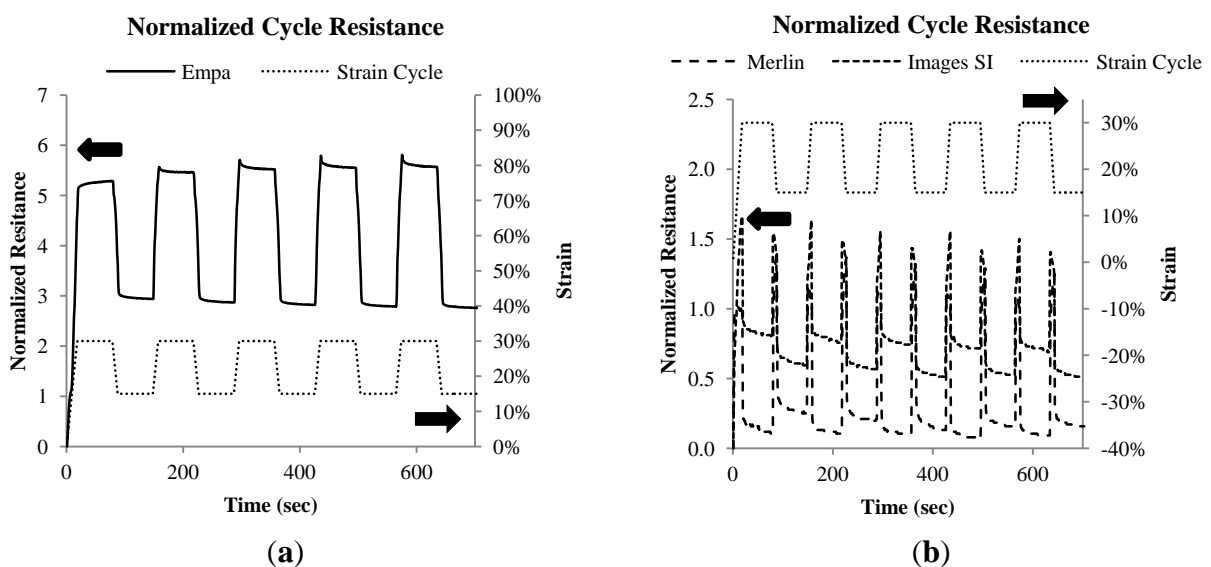 Normalized Cycle Resistance
Empa
Strain Cycle
7
6
5
4
3
2
1
0
100%
90%
80%
70%
60%
50%
40%
30%
20%
10%
0%
0
200
400
600
Normalized Resitance
Strain
Time (sec)
(a)
Normalized Cycle Resistance
Merlin
Images SI
Strain Cycle
2.5
2.0
1.5
1.0
0.5
0.0
30%
20%
10%
0%
-10%
-20%
-30%
-40%
0
200
400
600
Normalized Resitance
Strain
Time (sec)
(b)